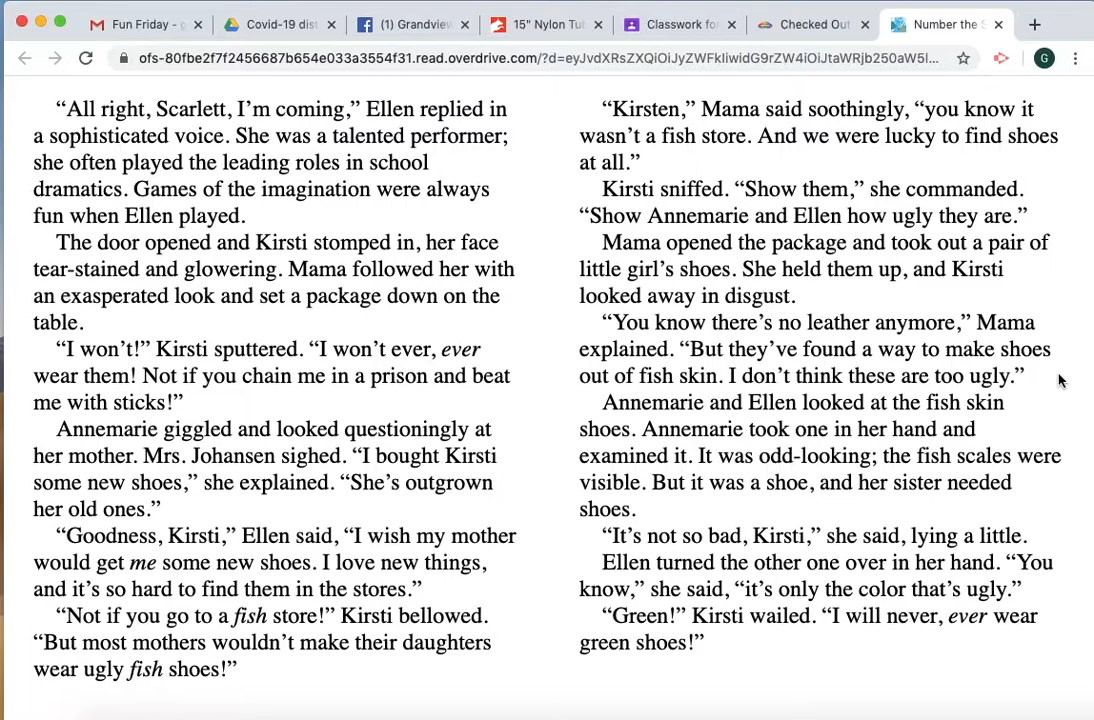 Fun Friday - g
Covid-19 dist
(1) Grandview
15" Nylon Tu
Classwork for
Checked Out
Number the S
ofs-80fbe2f7f2456687b654e033a3554f31.read.overdrive.com/?d=eyJvdXRsZXQiOiJyZWFkIiwidG9rZW4iOiJtaWRjb250aW5l...
G
“All right, Scarlett, I’m coming,” Ellen replied in
a sophisticated voice. She was a talented performer;
she often played the leading roles in school
dramatics. Games of the imagination were always
fun when Ellen played.
The door opened and Kirsti stomped in, her face
tear-stained and glowering. Mama followed her with
an exasperated look and set a package down on the
table.
“I won’t!” Kirsti sputtered. “I won’t ever, ever
wear them! Not if you chain me in a prison and beat
me with sticks!”
Annemarie giggled and looked questioningly at
her mother. Mrs. Johansen sighed. “I bought Kirsti
some new shoes,” she explained. “She’s outgrown
her old ones.”
“Goodness, Kirsti,” Ellen said, “I wish my mother
would get me some new shoes. I love new things,
and it’s so hard to find them in the stores.”
“Not if you go to a fish store!” Kirsti bellowed.
“But most mothers wouldn’t make their daughters
wear ugly fish shoes!”
“Kirsten,” Mama said soothingly, “you know it
wasn’t a fish store. And we were lucky to find shoes
at all.”
Kirsti sniffed. “Show them,” she commanded.
“Show Annemarie and Ellen how ugly they are.”
Mama opened the package and took out a pair of
little girl’s shoes. She held them up, and Kirsti
looked away in disgust.
“You know there’s no leather anymore,” Mama
explained. “But they’ve found a way to make shoes
out of fish skin. I don’t think these are too ugly.”
Annemarie and Ellen looked at the fish skin
shoes. Annemarie took one in her hand and
examined it. It was odd-looking; the fish scales were
visible. But it was a shoe, and her sister needed
shoes.
“It’s not so bad, Kirsti,” she said, lying a little.
Ellen turned the other one over in her hand. “You
know,” she said, “it’s only the color that’s ugly.”
“Green!” Kirsti wailed. “I will never, ever wear
green shoes!”